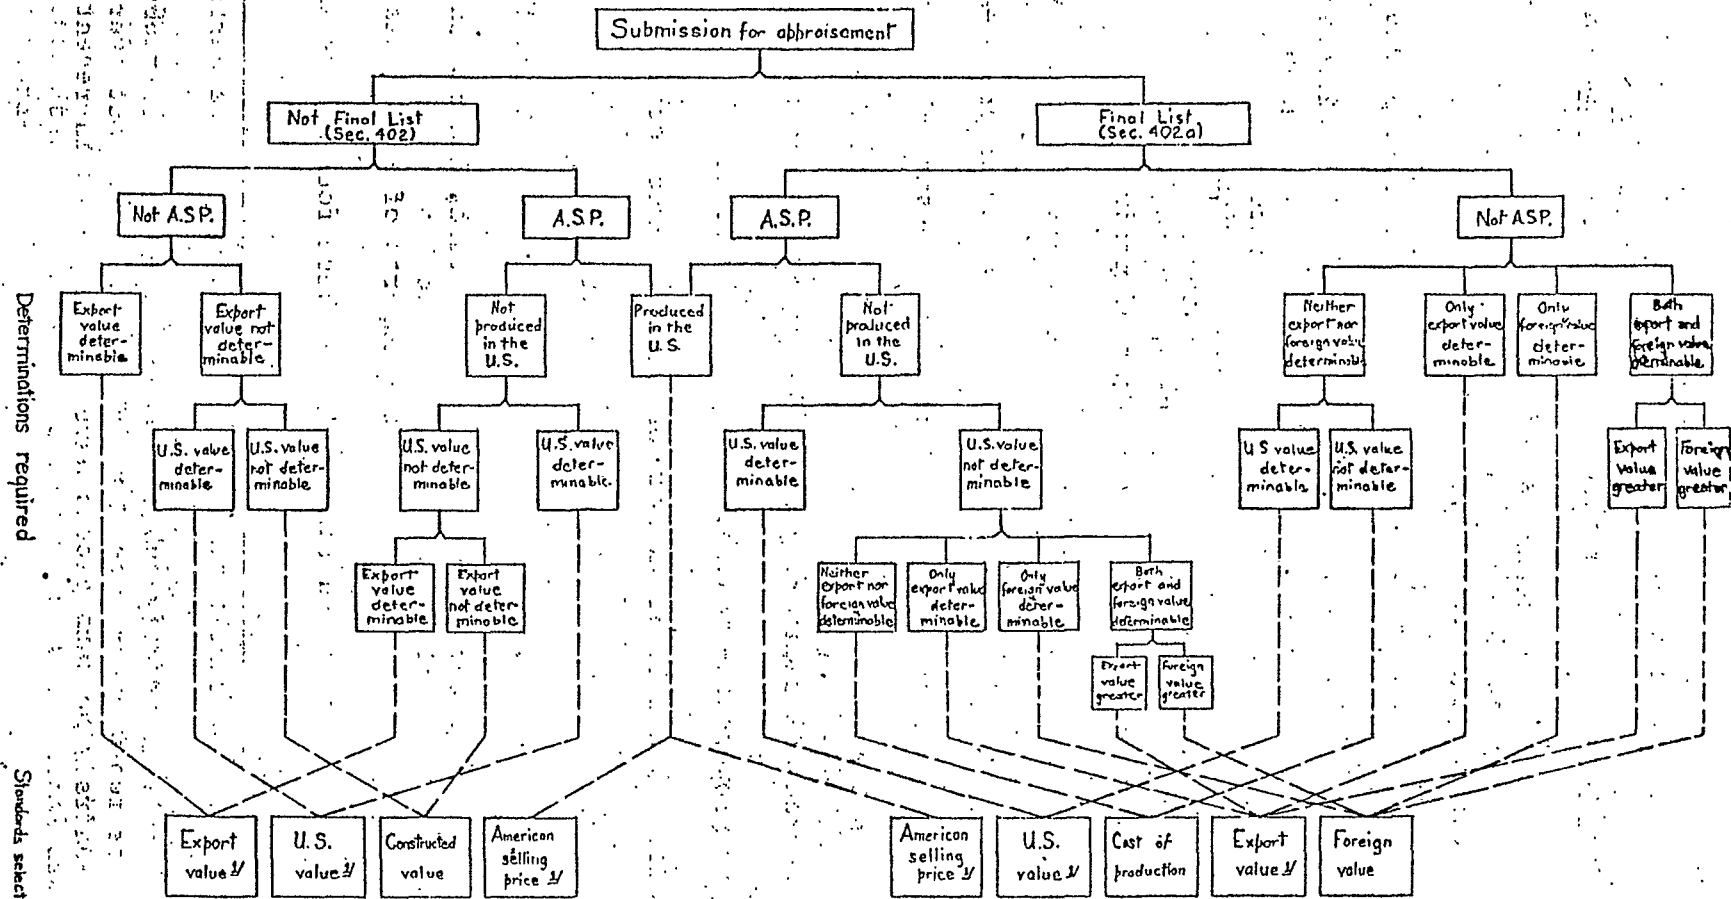 Submission for appraisement
Not Final List
(Sec. 402)
Final List
(Sec. 402a)
Not A.S.P.
A.S.P.
A.S.P.
Not A.S.P.
Determinations required
Export
value
deter-
minable
Export
value not
deter-
minable
Not
produced
in the
U.S.
Produced
in the
U.S.
Not
produced
in the
U.S.
Neither
export nor
foreign value
determinable
Only
export value
deter-
minable
Only
foreign value
deter-
minable
Both
export and
foreign value
determinable
U.S. value
deter-
minable
U.S. value
not deter-
minable
U.S. value
not deter-
minable
U.S. value
deter-
minable
U.S. value
deter-
minable
U.S. value
not deter-
minable
U.S. value
deter-
minable
U.S. value
not deter-
minable
Export
value
greater
Foreign
value
greater
Export
value
deter-
minable
Export
value
not deter-
minable
Neither
export nor
foreign value
determinable
Only
export value
deter-
minable
Only
foreign value
deter-
minable
Both
export and
foreign value
determinable
Export
value
greater
Foreign
value
greater
Standards select
Export
value 1/
U.S.
value 1/
Constructed
value
American
selling
price 1/
American
selling
price 1/
U.S.
value 1/
Cost of
production
Export
value 1/
Foreign
value